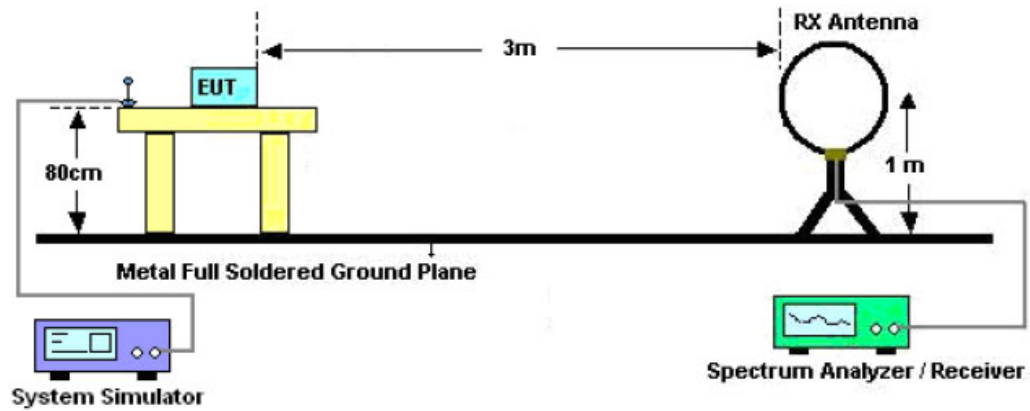 RX Antenna
3m
EUT
80cm
1 m
Metal Full Soldered Ground Plane
System Simulator
Spectrum Analyzer / Receiver